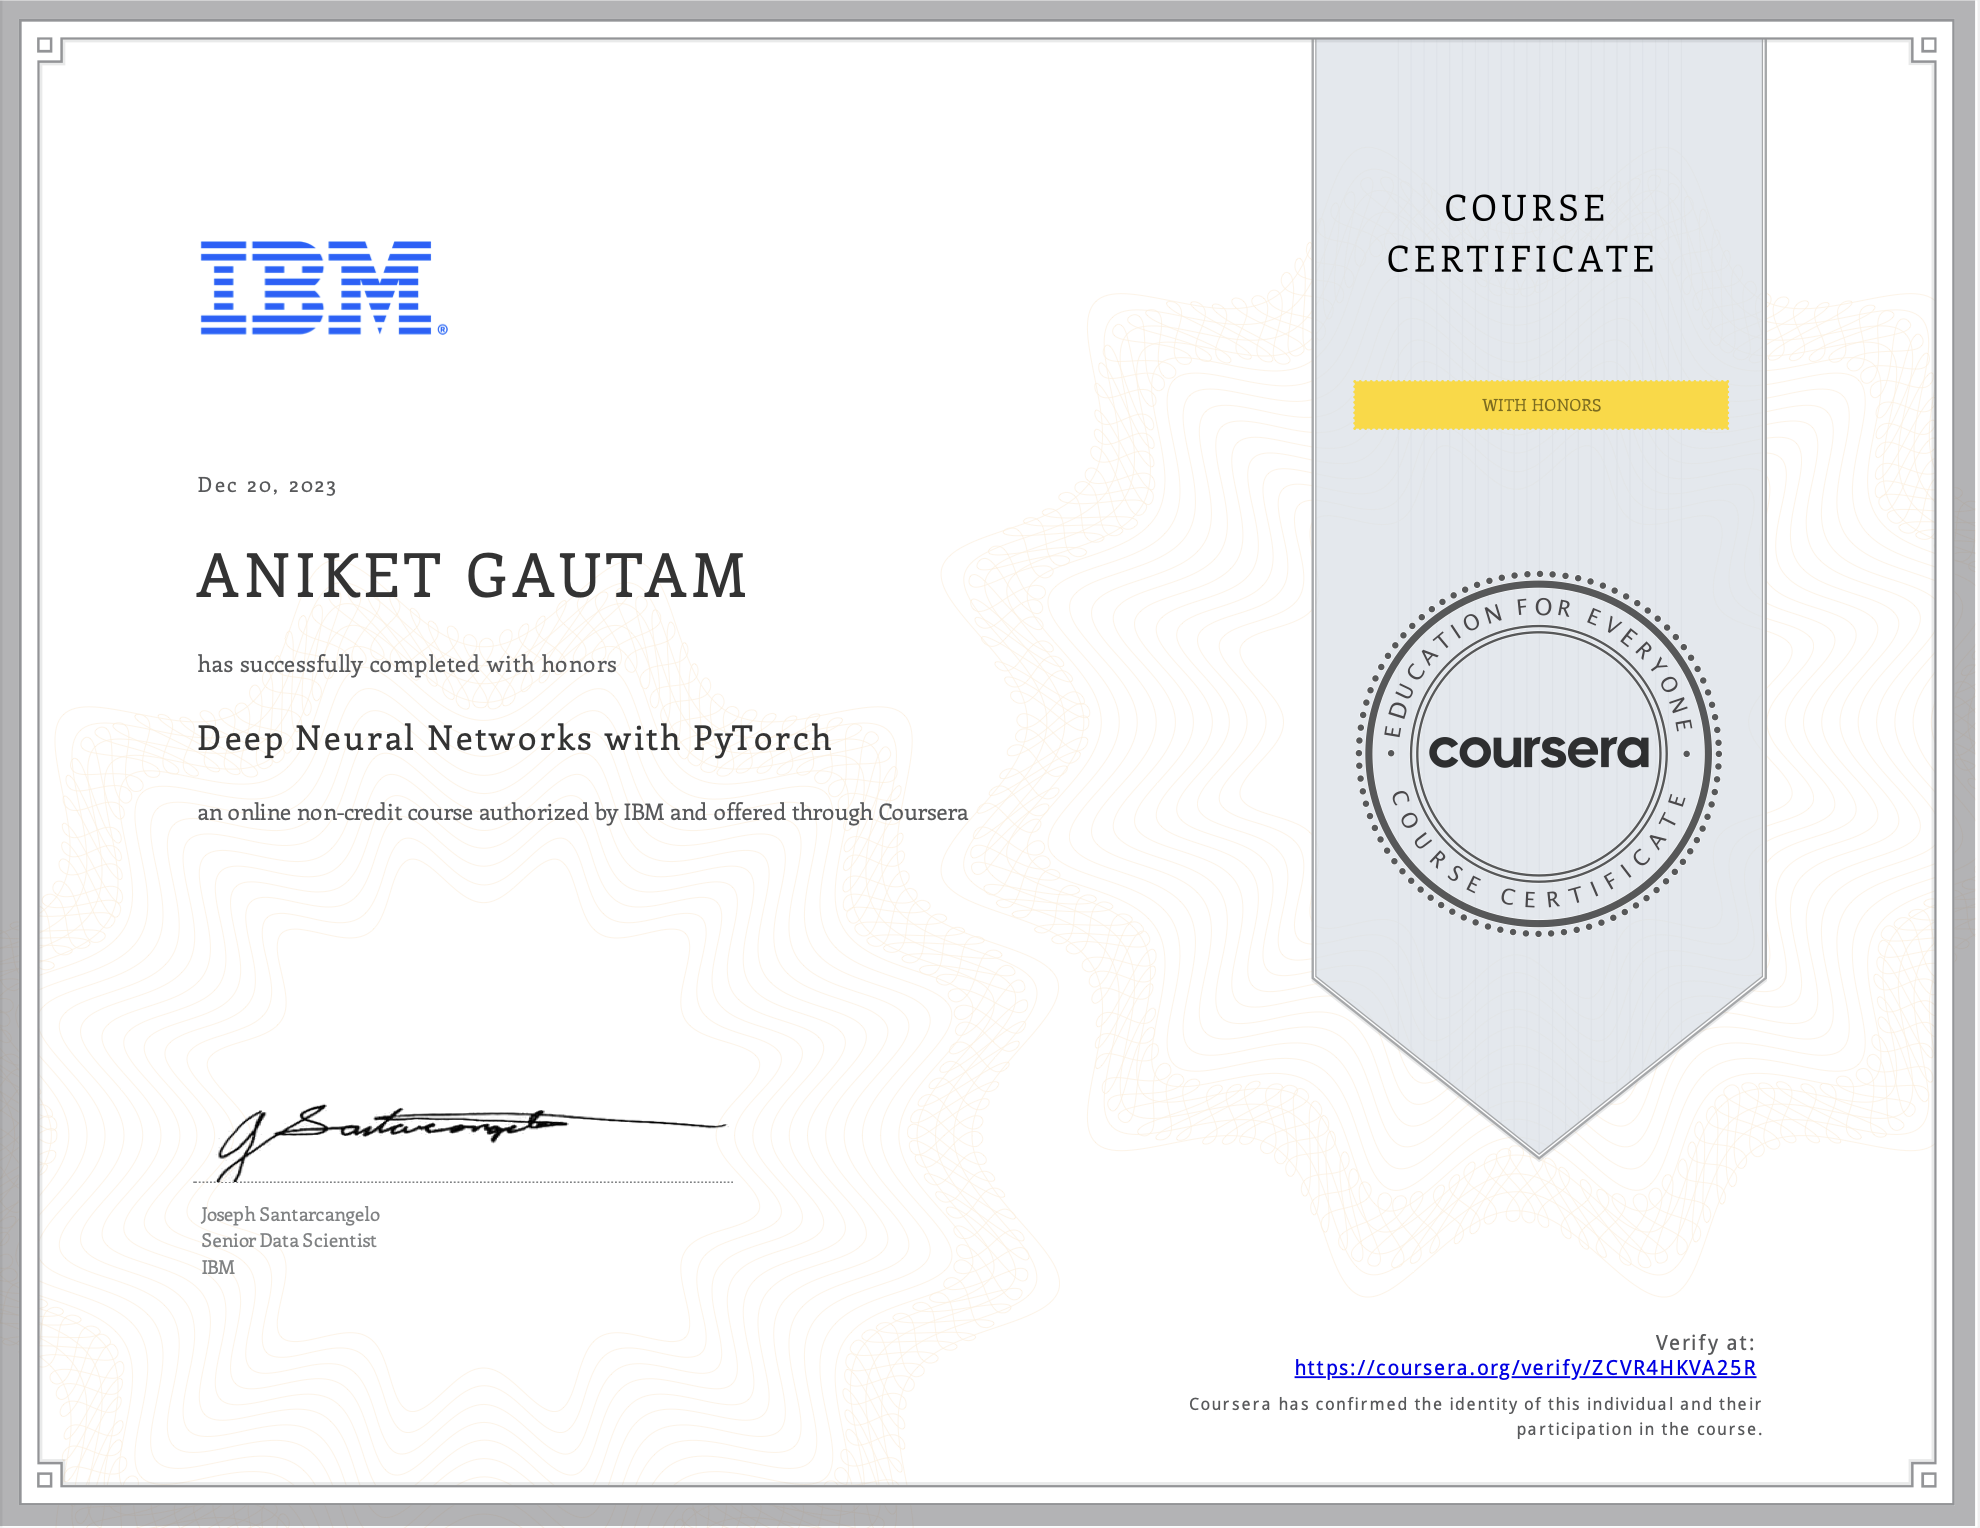 IBM®
COURSE
CERTIFICATE
WITH HONORS
Dec 20, 2023
ANIKET GAUTAM
has successfully completed with honors
Deep Neural Networks with PyTorch
an online non-credit course authorized by IBM and offered through Coursera
EDUCATION FOR EVERYONE
coursera
COURSE CERTIFICATE
J Santarcangelo
Joseph Santarcangelo
Senior Data Scientist
IBM
Verify at:
https://coursera.org/verify/ZCVR4HKVA25R
Coursera has confirmed the identity of this individual and their
participation in the course.